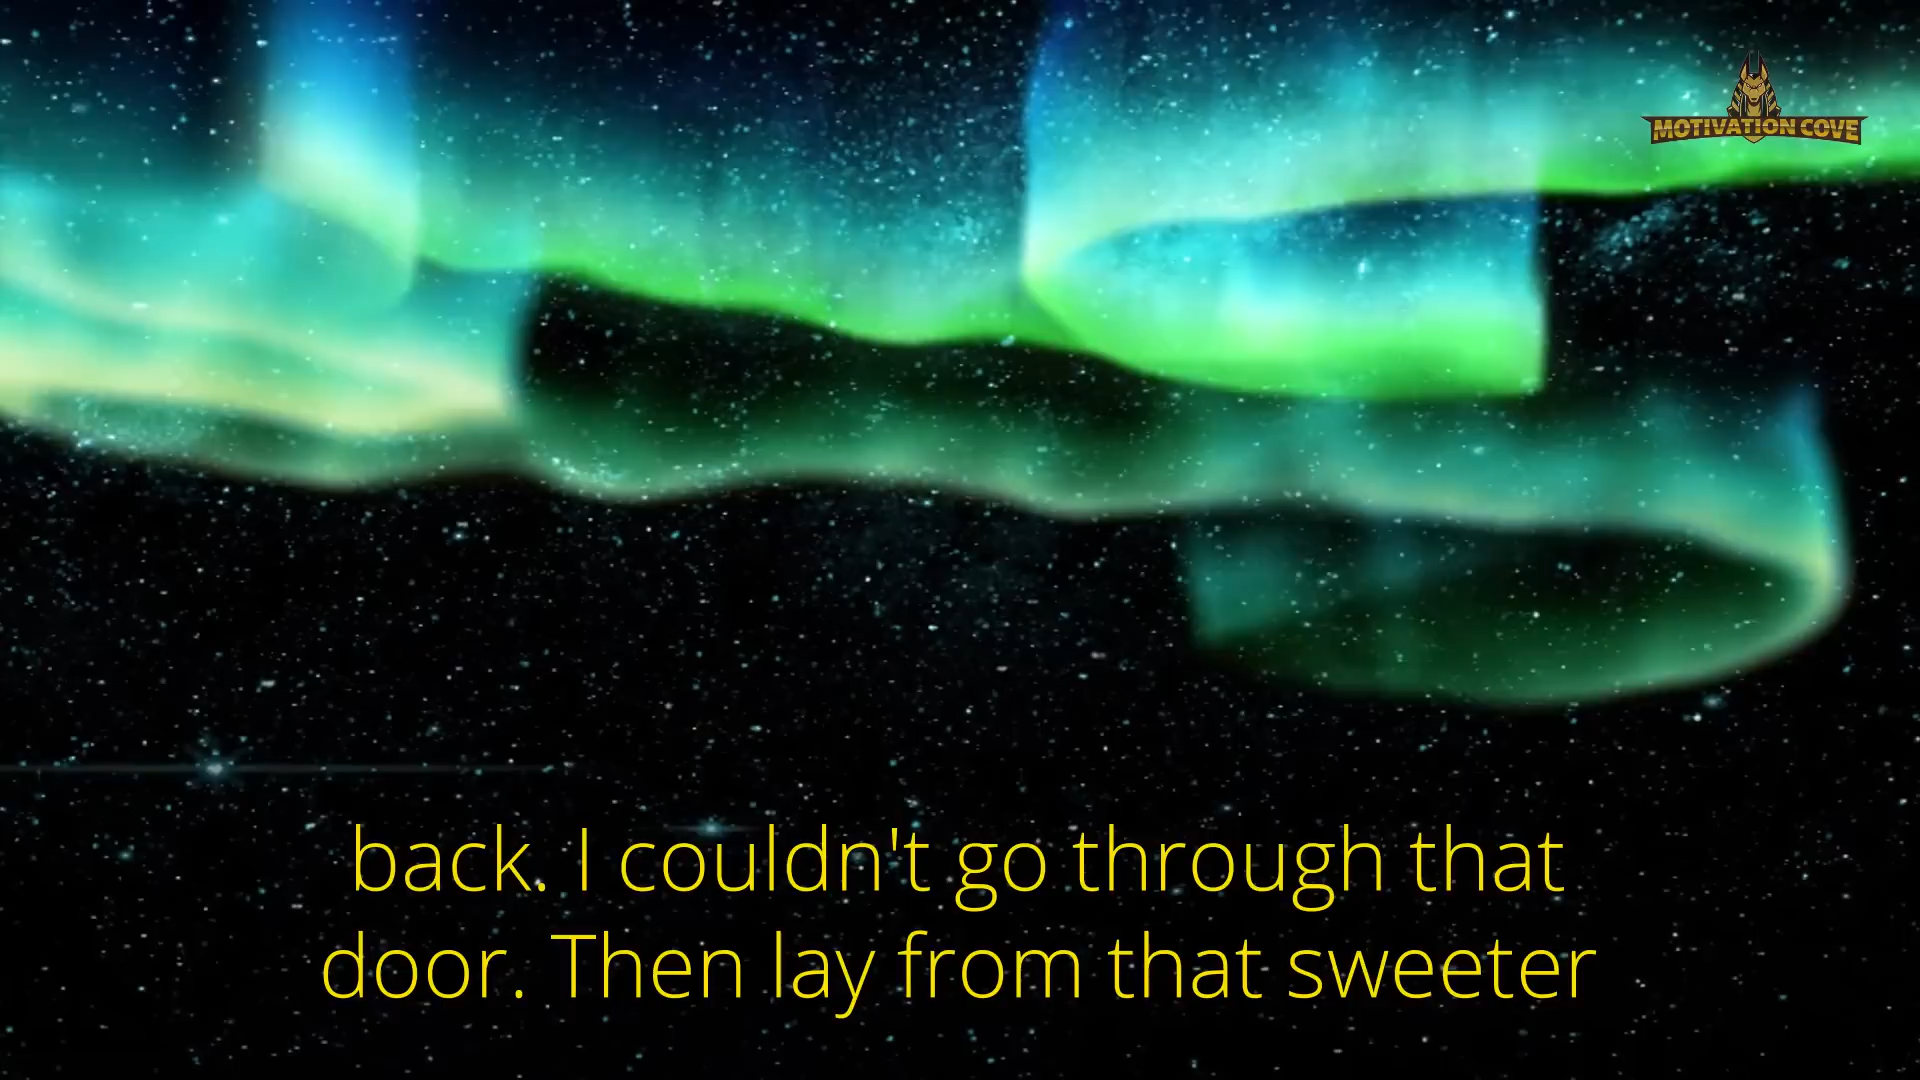 MOTIVATION COVE
back. I couldn't go through that
door. Then lay from that sweeter